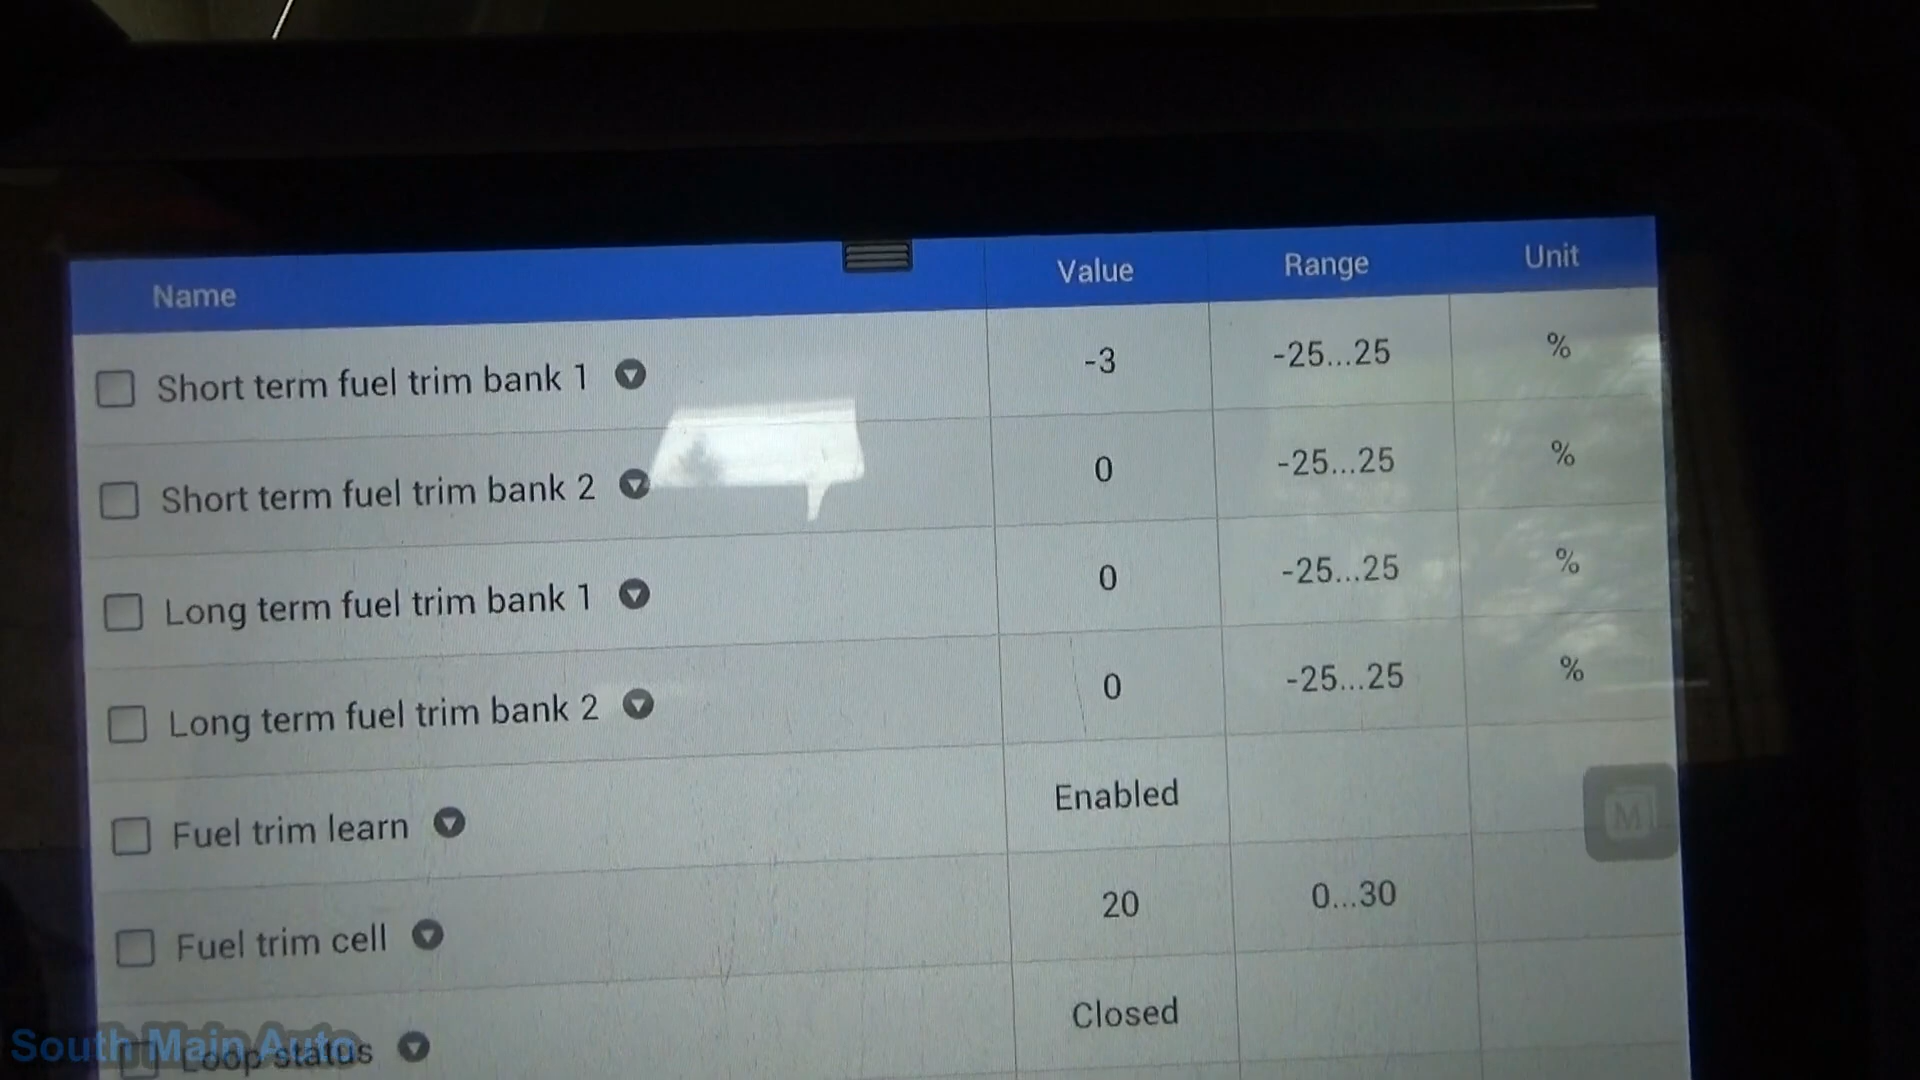 Name Value Range Unit
Short term fuel trim bank 1 -3 -25...25 %
Short term fuel trim bank 2 0 -25...25 %
Long term fuel trim bank 1 0 -25...25 %
Long term fuel trim bank 2 0 -25...25 %
Fuel trim learn Enabled
M
Fuel trim cell 20 0...30
Loop status Closed
South Main Auto